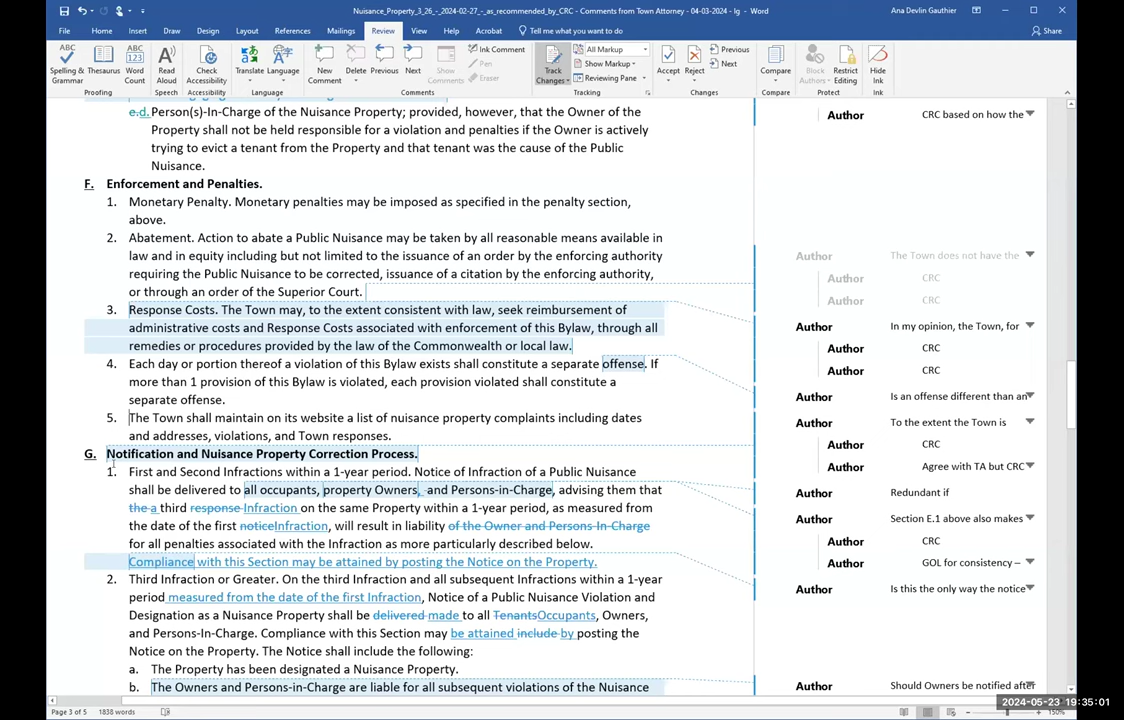 Nuisance_Property_3_26_-_2024-02-27_-_as_recommended_by_CRC - Comments from Town Attorney - 04-03-2024 - lg - Word
Ana Devlin Gauthier
File Home Insert Draw Design Layout References Mailings Review View Help Acrobat Tell me what you want to do Share
Spelling & Grammar
Thesaurus
Word Count
Read Aloud
Check Accessibility
Translate
Language
New Comment
Delete
Previous
Next
Show Comments
Ink Comment
Pen
Eraser
Track Changes
All Markup
Show Markup
Reviewing Pane
Accept
Reject
Previous
Next
Compare
Block Authors
Restrict Editing
Hide Ink
Proofing Speech Accessibility Language Comments Tracking Changes Compare Protect Ink
e.d. Person(s)-In-Charge of the Nuisance Property; provided, however, that the Owner of the
Property shall not be held responsible for a violation and penalties if the Owner is actively
trying to evict a tenant from the Property and that tenant was the cause of the Public
Nuisance.
F. Enforcement and Penalties.
1. Monetary Penalty. Monetary penalties may be imposed as specified in the penalty section,
above.
2. Abatement. Action to abate a Public Nuisance may be taken by all reasonable means available in
law and in equity including but not limited to the issuance of an order by the enforcing authority
requiring the Public Nuisance to be corrected, issuance of a citation by the enforcing authority,
or through an order of the Superior Court.
3. Response Costs. The Town may, to the extent consistent with law, seek reimbursement of
administrative costs and Response Costs associated with enforcement of this Bylaw, through all
remedies or procedures provided by the law of the Commonwealth or local law.
4. Each day or portion thereof a violation of this Bylaw exists shall constitute a separate offense. If
more than 1 provision of this Bylaw is violated, each provision violated shall constitute a
separate offense.
5. The Town shall maintain on its website a list of nuisance property complaints including dates
and addresses, violations, and Town responses.
G. Notification and Nuisance Property Correction Process.
1. First and Second Infractions within a 1-year period. Notice of Infraction of a Public Nuisance
shall be delivered to all occupants, property Owners, and Persons-in-Charge, advising them that
the a third response Infraction on the same Property within a 1-year period, as measured from
the date of the first noticeInfraction, will result in liability of the Owner and Persons-In-Charge
for all penalties associated with the Infraction as more particularly described below.
Compliance with this Section may be attained by posting the Notice on the Property.
2. Third Infraction or Greater. On the third Infraction and all subsequent Infractions within a 1-year
period measured from the date of the first Infraction, Notice of a Public Nuisance Violation and
Designation as a Nuisance Property shall be delivered made to all TenantsOccupants, Owners,
and Persons-In-Charge. Compliance with this Section may be attained include by posting the
Notice on the Property. The Notice shall include the following:
a. The Property has been designated a Nuisance Property.
b. The Owners and Persons-in-Charge are liable for all subsequent violations of the Nuisance
Author CRC based on how the
Author The Town does not have the
Author CRC
Author CRC
Author In my opinion, the Town, for
Author CRC
Author CRC
Author Is an offense different than an
Author To the extent the Town is
Author CRC
Author Agree with TA but CRC
Author Redundant if
Author Section E.1 above also makes
Author CRC
Author GOL for consistency –
Author Is this the only way the notice
Author Should Owners be notified after
Page 3 of 5 1838 words
150%
2024-05-23 19:35:01